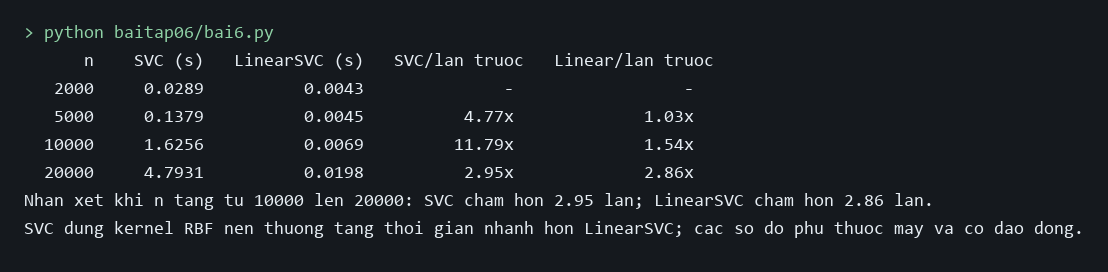 > python baitap06/bai6.py
n SVC (s) LinearSVC (s) SVC/lan truoc Linear/lan truoc
2000 0.0289 0.0043 - -
5000 0.1379 0.0045 4.77x 1.03x
10000 1.6256 0.0069 11.79x 1.54x
20000 4.7931 0.0198 2.95x 2.86x
Nhan xet khi n tang tu 10000 len 20000: SVC cham hon 2.95 lan; LinearSVC cham hon 2.86 lan.
SVC dung kernel RBF nen thuong tang thoi gian nhanh hon LinearSVC; cac so do phu thuoc may va co dao dong.